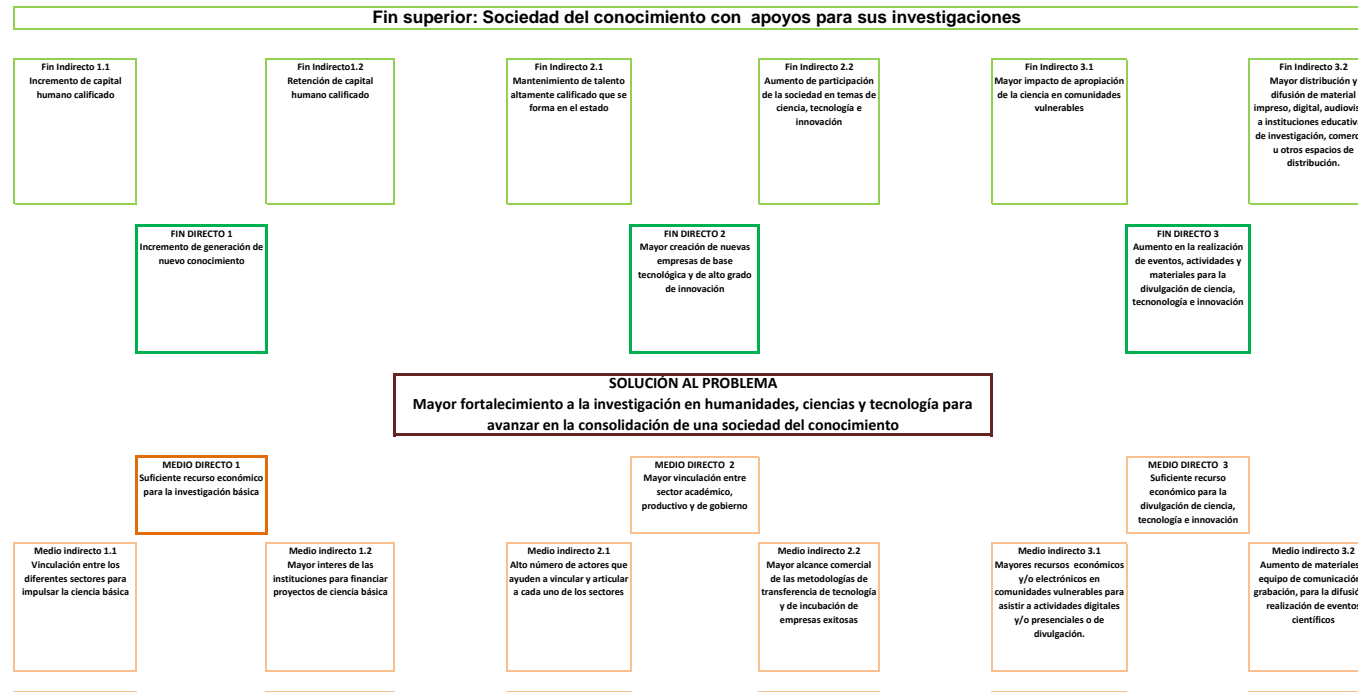 Fin superior: Sociedad del conocimiento con  apoyos para sus investigaciones
Fin Indirecto 1.1
Incremento de capital
humano calificado
Fin Indirecto1.2
Retención de capital
humano calificado
Fin Indirecto 2.1
Mantenimiento de talento
altamente calificado que se
forma en el estado
Fin Indirecto 2.2
Aumento de participación
de la sociedad en temas de
ciencia, tecnología e
innovación
Fin Indirecto 3.1
Mayor impacto de apropiación
de la ciencia en comunidades
vulnerables
Fin Indirecto 3.2
Mayor distribución y
difusión de material
impreso, digital,
a instituciones
de investigación,
u otros espacios de
distribución.
FIN DIRECTO 1
Incremento de generación de
nuevo conocimiento
FIN DIRECTO 2
Mayor creación de nuevas
empresas de base
tecnológica y de alto grado
de innovación
FIN DIRECTO 3
Aumento en la realización
de eventos, actividades y
materiales para la
divulgación de ciencia,
tecnonología e innovación
SOLUCIÓN AL PROBLEMA
Mayor fortalecimiento a la investigación en humanidades, ciencias y tecnología para
avanzar en la consolidación de una sociedad del conocimiento
MEDIO DIRECTO 1
Suficiente recurso económico
para la investigación básica
MEDIO DIRECTO  2
Mayor vinculación entre
sector académico,
productivo y de gobierno
MEDIO DIRECTO  3
Suficiente recurso
económico para la
divulgación de ciencia,
tecnología e innovación
Medio indirecto 1.1
Vinculación entre los
diferentes sectores para
impulsar la ciencia básica
Medio indirecto 1.2
Mayor interes de las
instituciones para financiar
proyectos de ciencia básica
Medio indirecto 2.1
Alto número de actores que
ayuden a vincular y articular
a cada uno de los sectores
Medio indirecto 2.2
Mayor alcance comercial
de las metodologías de
transferencia de tecnología
y de incubación de
empresas exitosas
Medio indirecto 3.1
Mayores recursos  económicos
y/o electrónicos en
comunidades vulnerables para
asistir a actividades digitales
y/o presenciales o de
divulgación.
Medio indirecto 3.2
Aumento de materiales
equipo de
grabación, para la
realización de eventos
científicos